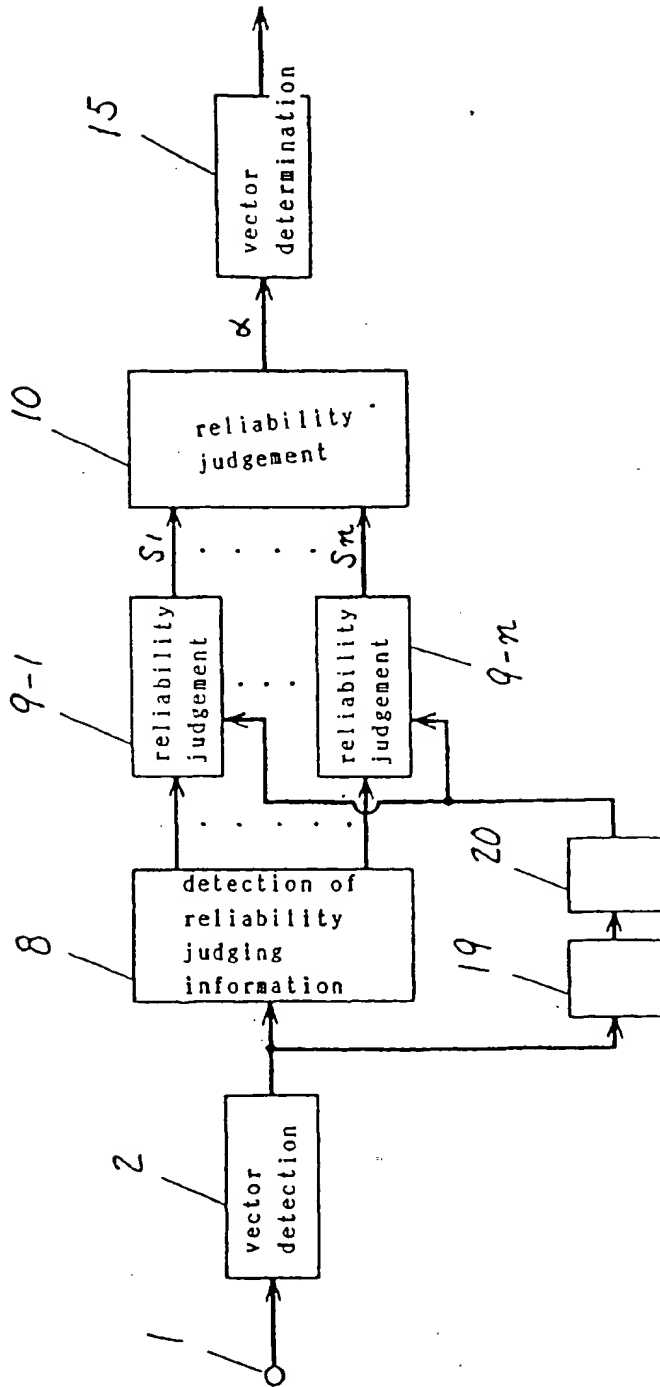 1
2
vector
detection
8
detection of
reliability
judging
information
19
20
9-1
reliability
judgement
9-n
reliability
judgement
S1
Sn
10
reliability
judgement
α
15
vector
determination